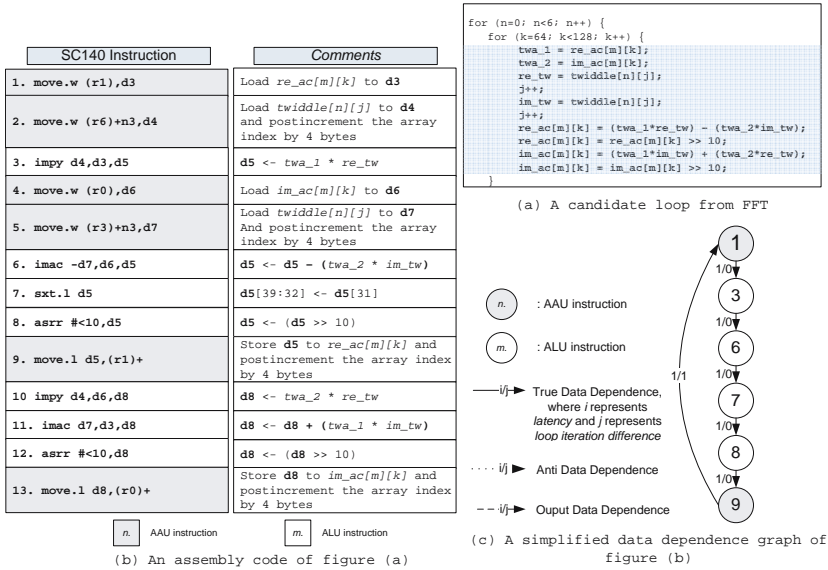 SC140 Instruction
Comments
1. move.w (r1),d3
Load re_ac[m][k] to d3
2. move.w (r6)+n3,d4
Load twiddle[n][j] to d4
and postincrement the array
index by 4 bytes
3. impy d4,d3,d5
d5 <- twa_1 * re_tw
4. move.w (r0),d6
Load im_ac[m][k] to d6
5. move.w (r3)+n3,d7
Load twiddle[n][j] to d7
And postincrement the array
index by 4 bytes
6. imac -d7,d6,d5
d5 <- d5 – (twa_2 * im_tw)
7. sxt.l d5
d5[39:32] <- d5[31]
8. asrr #<10,d5
d5 <- (d5 >> 10)
9. move.l d5,(r1)+
Store d5 to re_ac[m][k] and
postincrement the array index
by 4 bytes
10 impy d4,d6,d8
d8 <- twa_2 * re_tw
11. imac d7,d3,d8
d8 <- d8 + (twa_1 * im_tw)
12. asrr #<10,d8
d8 <- (d8 >> 10)
13. move.l d8,(r0)+
Store d8 to im_ac[m][k] and
postincrement the array index
by 4 bytes
n. AAU instruction
m. ALU instruction
(b) An assembly code of figure (a)
for (n=0; n<6; n++) {
for (k=64; k<128; k++) {
twa_1 = re_ac[m][k];
twa_2 = im_ac[m][k];
re_tw = twiddle[n][j];
j++;
im_tw = twiddle[n][j];
j++;
re_ac[m][k] = (twa_1*re_tw) – (twa_2*im_tw);
re_ac[m][k] = re_ac[m][k] >> 10;
im_ac[m][k] = (twa_1*im_tw) + (twa_2*re_tw);
im_ac[m][k] = im_ac[m][k] >> 10;
}
(a) A candidate loop from FFT
n. : AAU instruction
m. : ALU instruction
i/j True Data Dependence,
where i represents
latency and j represents
loop iteration difference
i/j Anti Data Dependence
i/j Ouput Data Dependence
1
1/0
3
1/0
6
1/0
1/1
7
1/0
8
1/0
9
(c) A simplified data dependence graph of
figure (b)